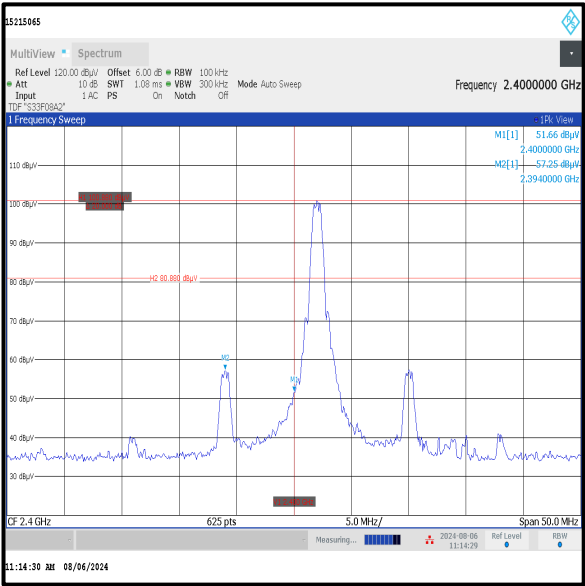 15215065
MultiView Spectrum
Ref Level 120.00 dBµV Offset 6.00 dB RBW 100 kHz
Att 10 dB SWT 1.08 ms VBW 300 kHz Mode Auto Sweep Frequency 2.4000000 GHz
Input 1 AC PS On Notch Off
TDF "S33F08A2"
1 Frequency Sweep 1Pk View
M1[1] 51.66 dBµV
2.4000000 GHz
M2[1] 57.25 dBµV
2.3940000 GHz
110 dBµV
100 dBµV
90 dBµV
H2 80.880 dBµV
80 dBµV
70 dBµV
60 dBµV
M2
M1
50 dBµV
40 dBµV
30 dBµV
CF 2.4 GHz 625 pts 5.0 MHz/ Span 50.0 MHz
Measuring... 2024-08-06 Ref Level RBW
11:14:29
11:14:30 AM 08/06/2024